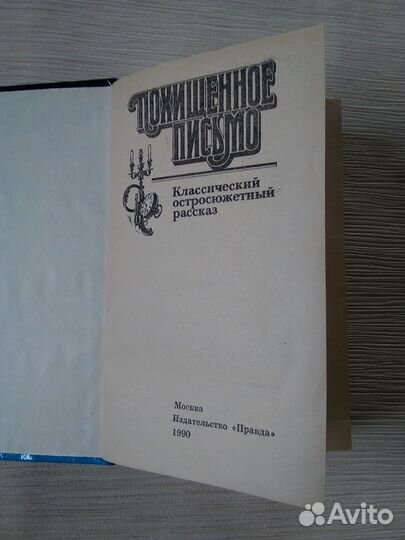 ПОХИЩЕННОЕ
ПИСЬМО
Классический
остросюжетный
рассказ
Москва
Издательство «Правда»
1990
Avito